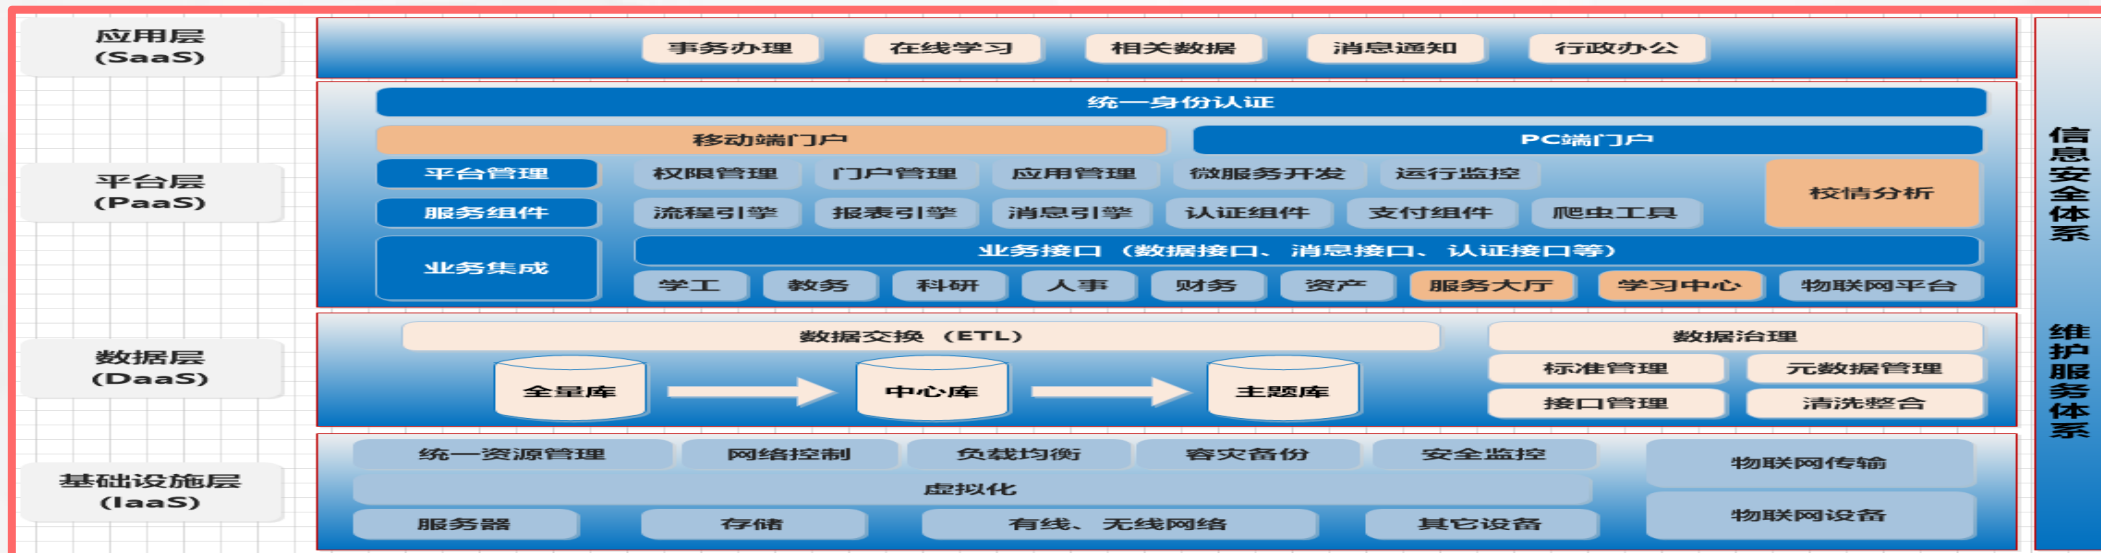 应用层
(SaaS)
事务办理 在线学习 相关数据 消息通知 行政办公
统一身份认证
移动端门户 PC端门户
平台层
(PaaS)
平台管理 权限管理 门户管理 应用管理 微服务开发 运行监控
校情分析
服务组件 流程引擎 报表引擎 消息引擎 认证组件 支付组件 爬虫工具
业务集成
业务接口（数据接口、消息接口、认证接口等）
学工 教务 科研 人事 财务 资产 服务大厅 学习中心 物联网平台
数据层
(DaaS)
数据交换（ETL） 数据治理
全量库 中心库 主题库
标准管理 元数据管理
接口管理 清洗整合
基础设施层
(IaaS)
统一资源管理 网络控制 负载均衡 容灾备份 安全监控
物联网传输
虚拟化
服务器 存储 有线、无线网络 其它设备
物联网设备
信息安全体系
维护服务体系